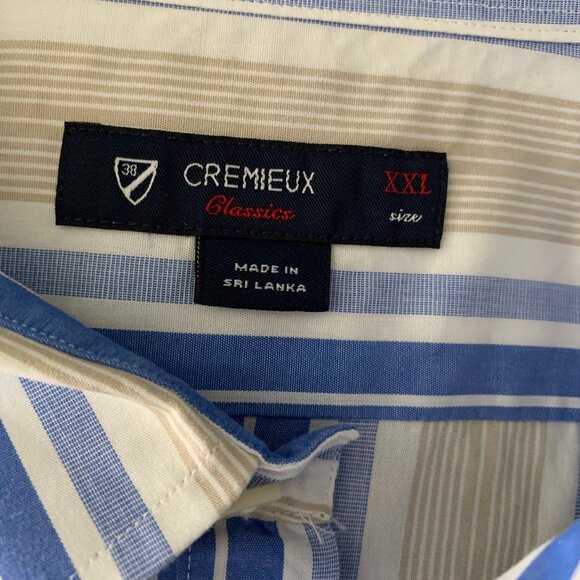 38
CREMIEUX XXL
Classics size
MADE IN
SRI LANKA